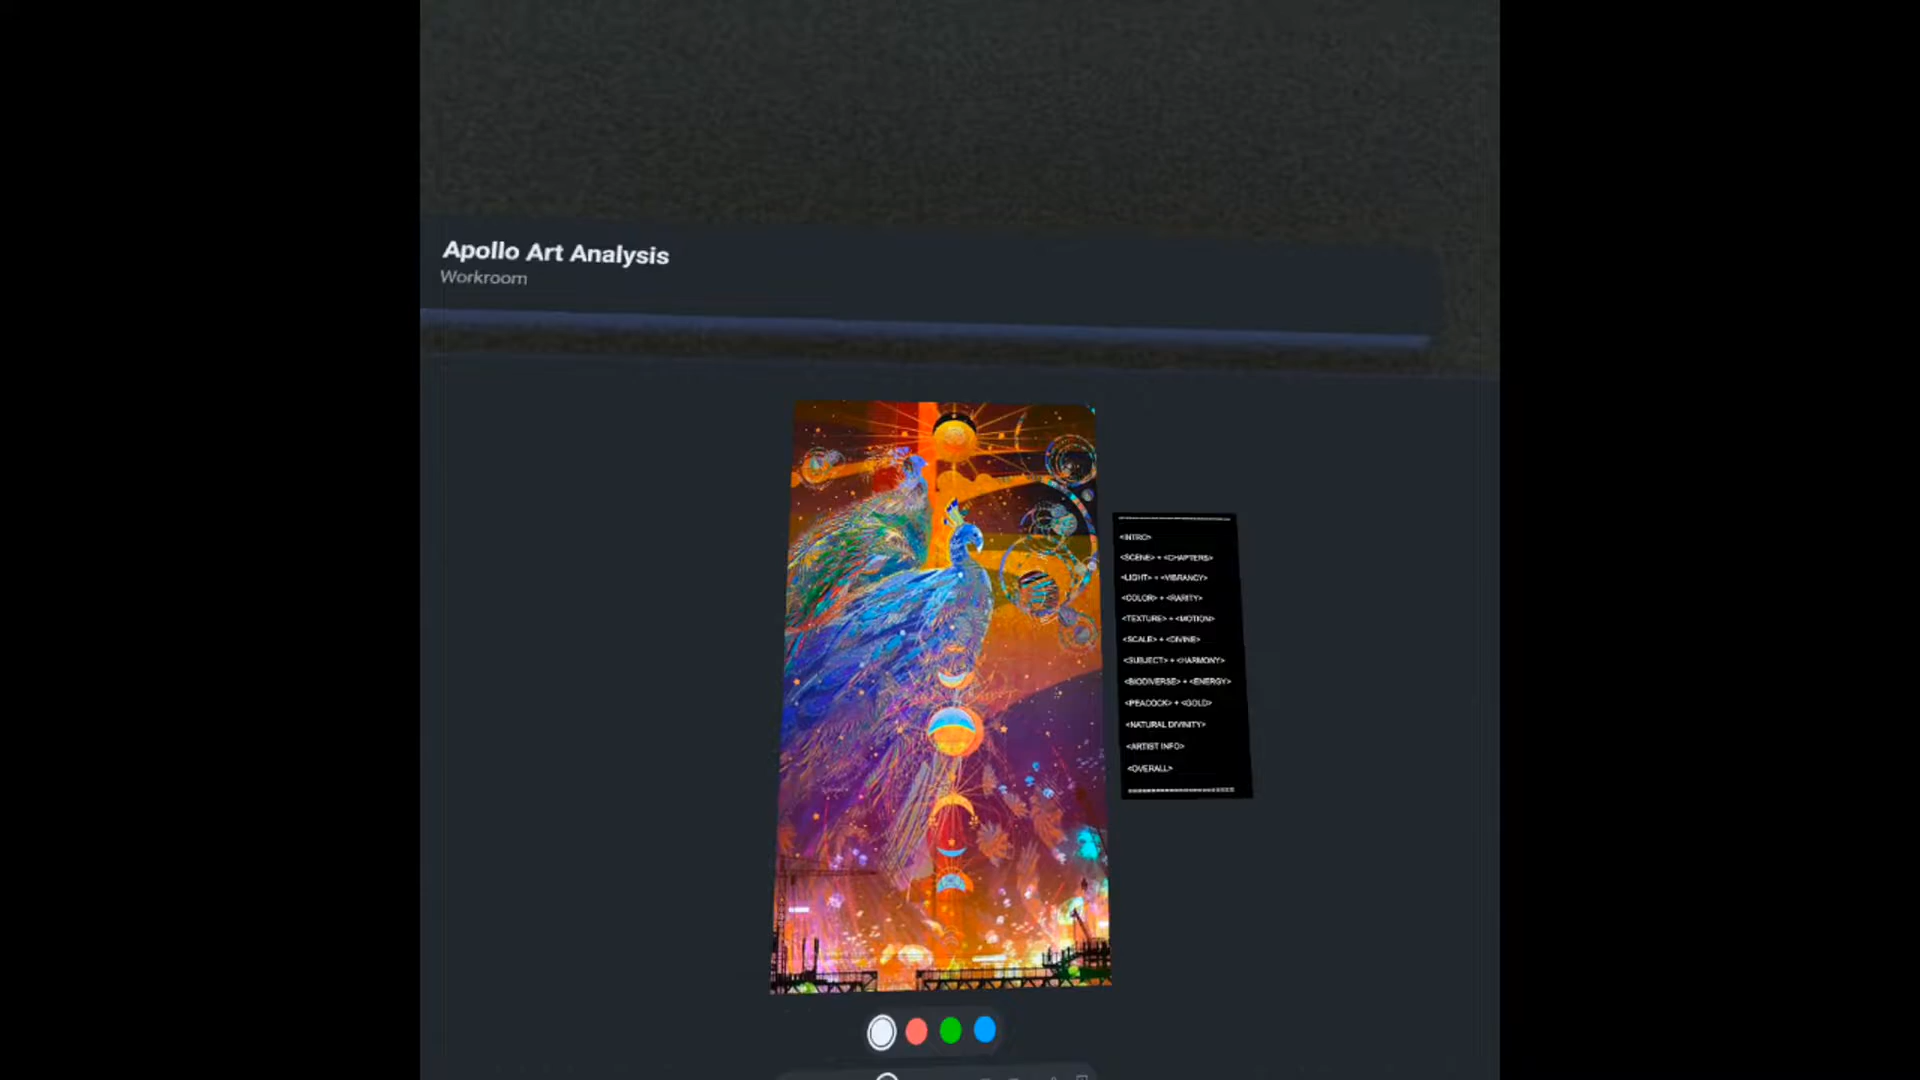 Apollo Art Analysis
Workroom
<INTRO>
<SCENE> + <CHAPTERS>
<LIGHT> + <VIBRANCY>
<COLOR> + <RARITY>
<TEXTURE> + <MOTION>
<SCALE> + <DIVINE>
<SUBJECT> + <HARMONY>
<BIODIVERSE> + <ENERGY>
<PEACOCK> + <GOLD>
<NATURAL DIVINITY>
<ARTIST INFO>
<OVERALL>